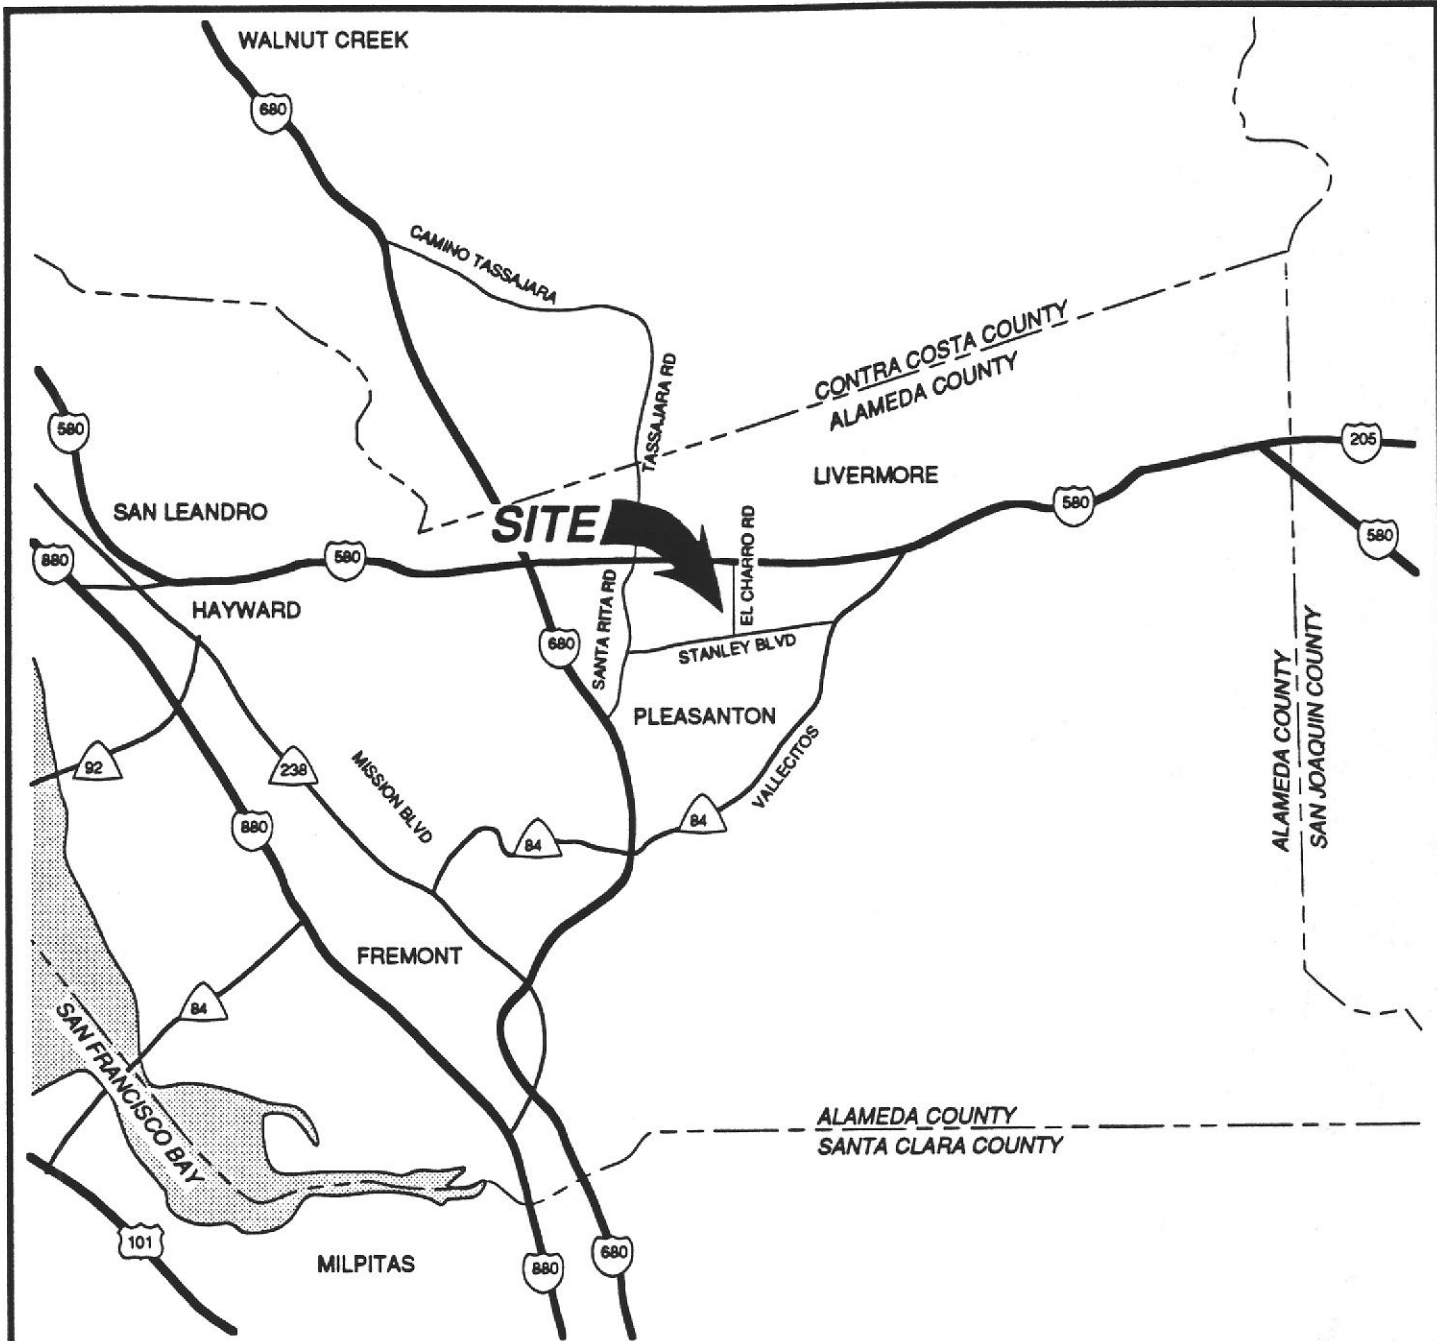 WALNUT CREEK
680
CAMINO TASSAJARA
TASSAJARA RD
CONTRA COSTA COUNTY
ALAMEDA COUNTY
580
205
LIVERMORE
SAN LEANDRO
SITE
580
580
880
580
EL CHARRO RD
HAYWARD
SANTA RITA RD
680
STANLEY BLVD
PLEASANTON
ALAMEDA COUNTY
SAN JOAQUIN COUNTY
92
238
MISSION BLVD
VALLECITOS
880
84
84
FREMONT
84
SAN FRANCISCO BAY
ALAMEDA COUNTY
SANTA CLARA COUNTY
101
MILPITAS
880
680